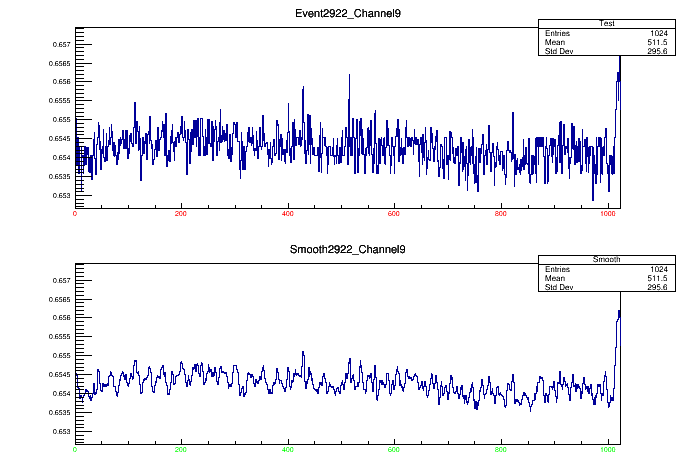 Event2922_Channel9
Test
Entries 1024
Mean 511.5
Std Dev 295.6
0.657
0.6565
0.656
0.6555
0.655
0.6545
0.654
0.6535
0.653
0 200 400 600 800 1000
Smooth2922_Channel9
Smooth
Entries 1024
Mean 511.5
Std Dev 295.6
0.657
0.6565
0.656
0.6555
0.655
0.6545
0.654
0.6535
0.653
0 200 400 600 800 1000